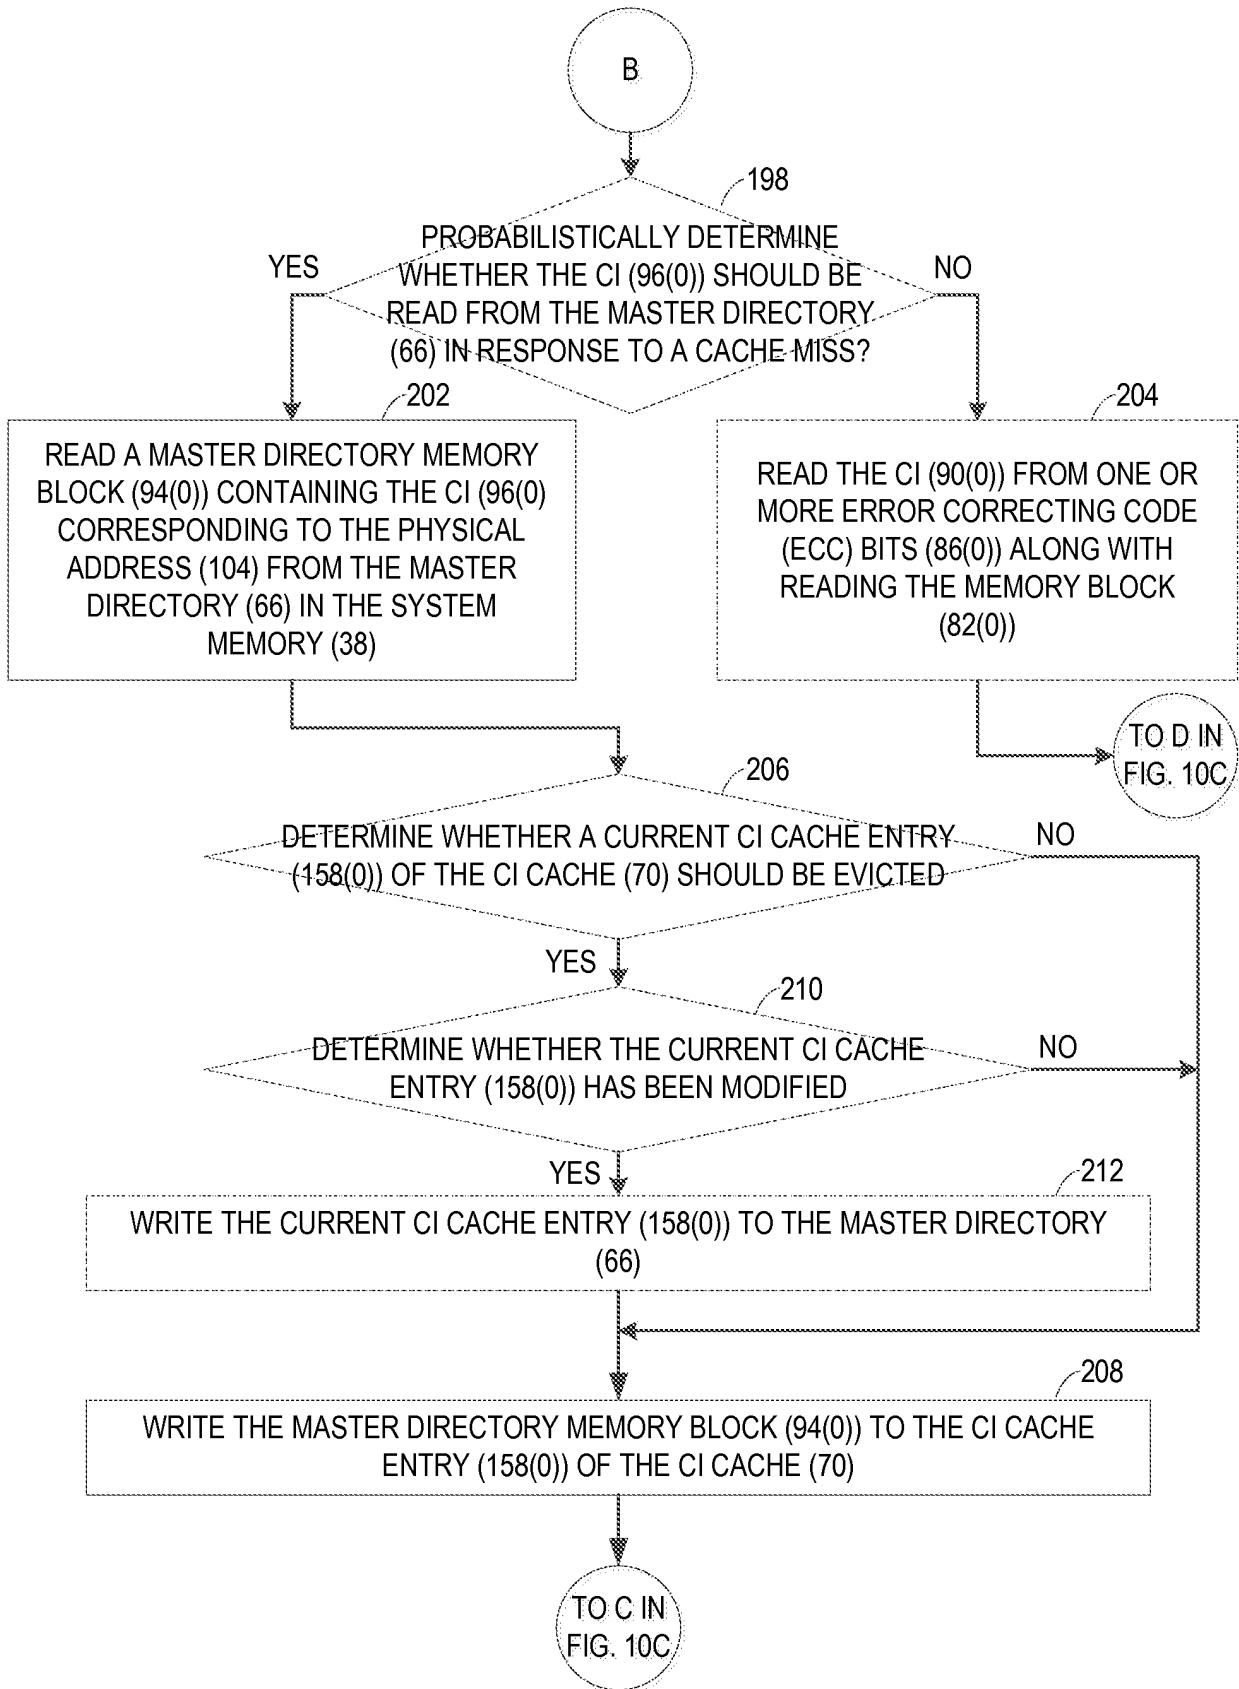 B
198
PROBABILISTICALLY DETERMINE
WHETHER THE CI (96(0)) SHOULD BE
READ FROM THE MASTER DIRECTORY
(66) IN RESPONSE TO A CACHE MISS?
YES
NO
202
READ A MASTER DIRECTORY MEMORY
BLOCK (94(0)) CONTAINING THE CI (96(0)
CORRESPONDING TO THE PHYSICAL
ADDRESS (104) FROM THE MASTER
DIRECTORY (66) IN THE SYSTEM
MEMORY (38)
204
READ THE CI (90(0)) FROM ONE OR
MORE ERROR CORRECTING CODE
(ECC) BITS (86(0)) ALONG WITH
READING THE MEMORY BLOCK
(82(0))
TO D IN
FIG. 10C
206
DETERMINE WHETHER A CURRENT CI CACHE ENTRY
(158(0)) OF THE CI CACHE (70) SHOULD BE EVICTED
NO
YES
210
DETERMINE WHETHER THE CURRENT CI CACHE
ENTRY (158(0)) HAS BEEN MODIFIED
NO
YES
212
WRITE THE CURRENT CI CACHE ENTRY (158(0)) TO THE MASTER DIRECTORY
(66)
208
WRITE THE MASTER DIRECTORY MEMORY BLOCK (94(0)) TO THE CI CACHE
ENTRY (158(0)) OF THE CI CACHE (70)
TO C IN
FIG. 10C